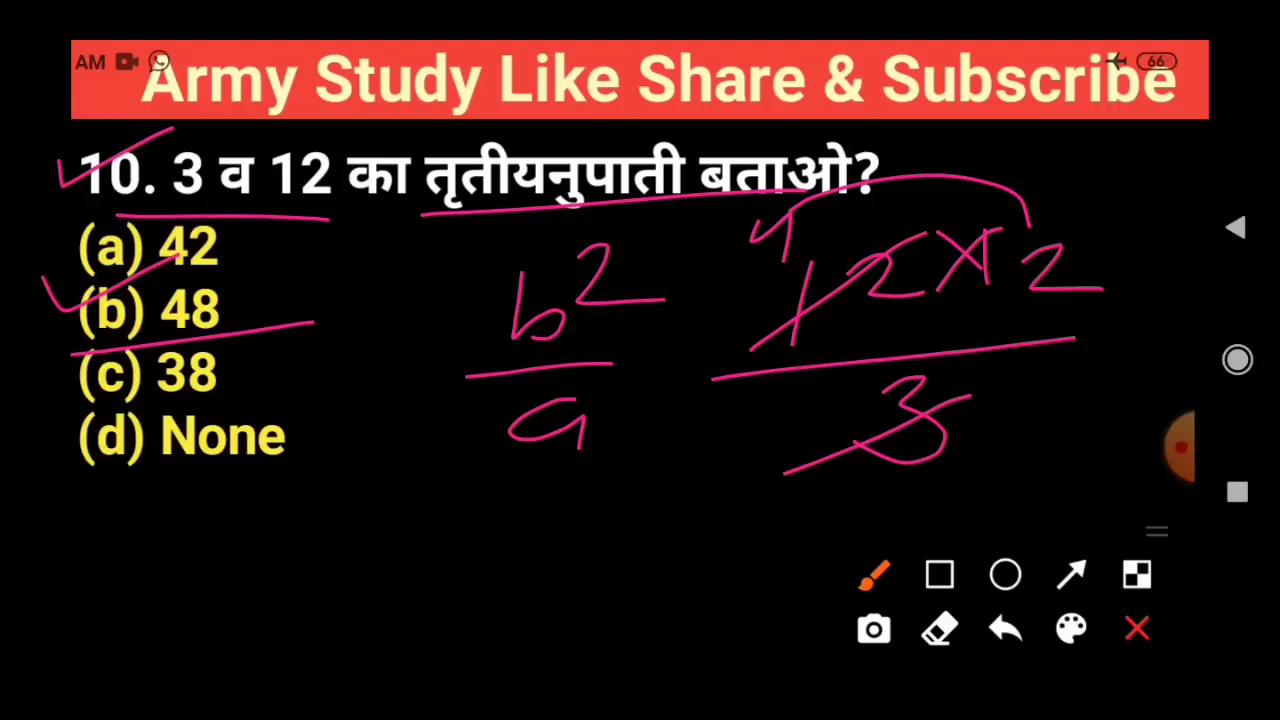 AM
66
Army Study Like Share & Subscribe
10. 3 व 12 का तृतीयनुपाती बताओ?
(a) 42
(b) 48
(c) 38
(d) None
b2
a
4
12 X 2
3